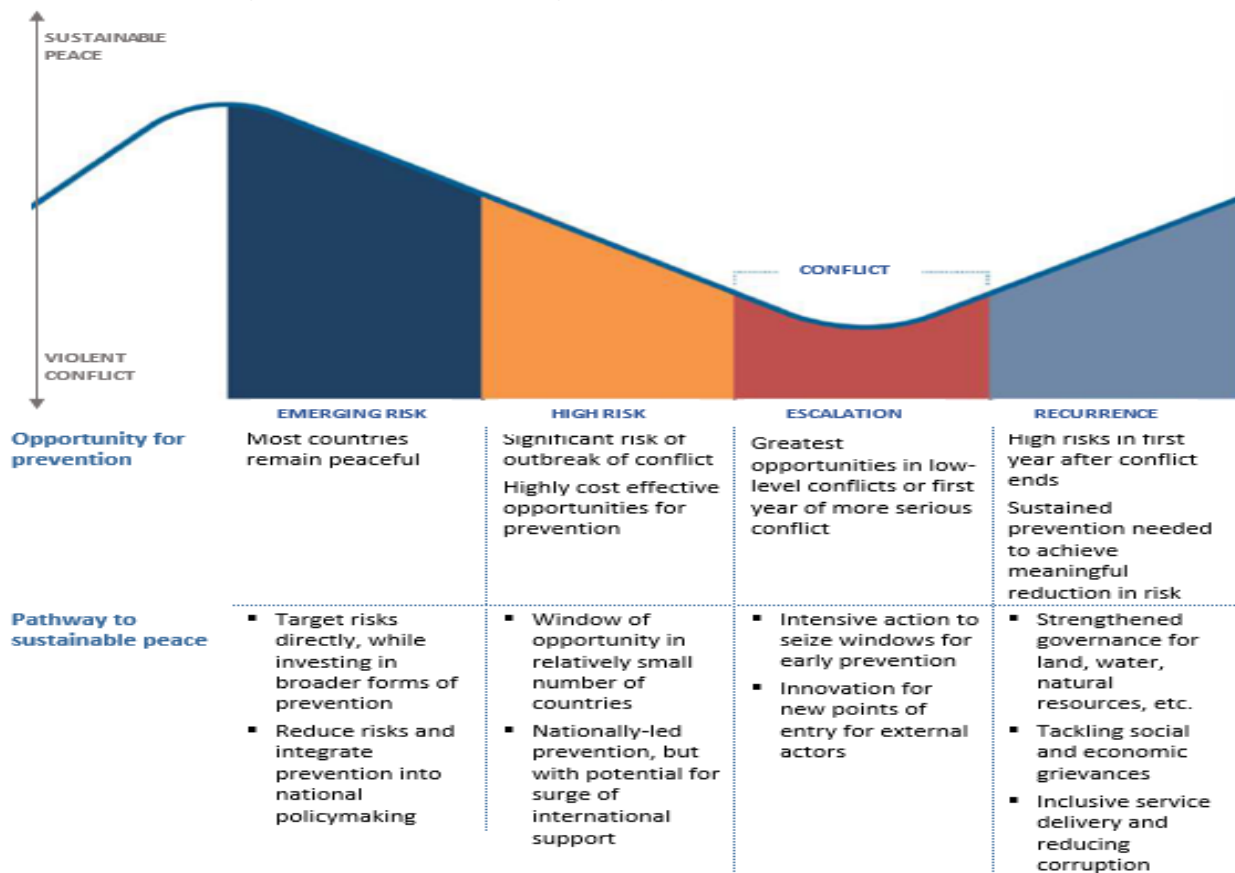 SUSTAINABLE
PEACE
CONFLICT
VIOLENT
CONFLICT
EMERGING RISK
HIGH RISK
ESCALATION
RECURRENCE
Opportunity for
prevention
Most countries
remain peaceful
Significant risk of
outbreak of conflict
Highly cost effective
opportunities for
prevention
Greatest
opportunities in low-
level conflicts or first
year of more serious
conflict
High risks in first
year after conflict
ends
Sustained
prevention needed
to achieve
meaningful
reduction in risk
Pathway to
sustainable peace
▪ Target risks
directly, while
investing in
broader forms of
prevention
▪ Reduce risks and
integrate
prevention into
national
policymaking
▪ Window of
opportunity in
relatively small
number of
countries
▪ Nationally-led
prevention, but
with potential for
surge of
international
support
▪ Intensive action to
seize windows for
early prevention
▪ Innovation for
new points of
entry for external
actors
▪ Strengthened
governance for
land, water,
natural
resources, etc.
▪ Tackling social
and economic
grievances
▪ Inclusive service
delivery and
reducing
corruption